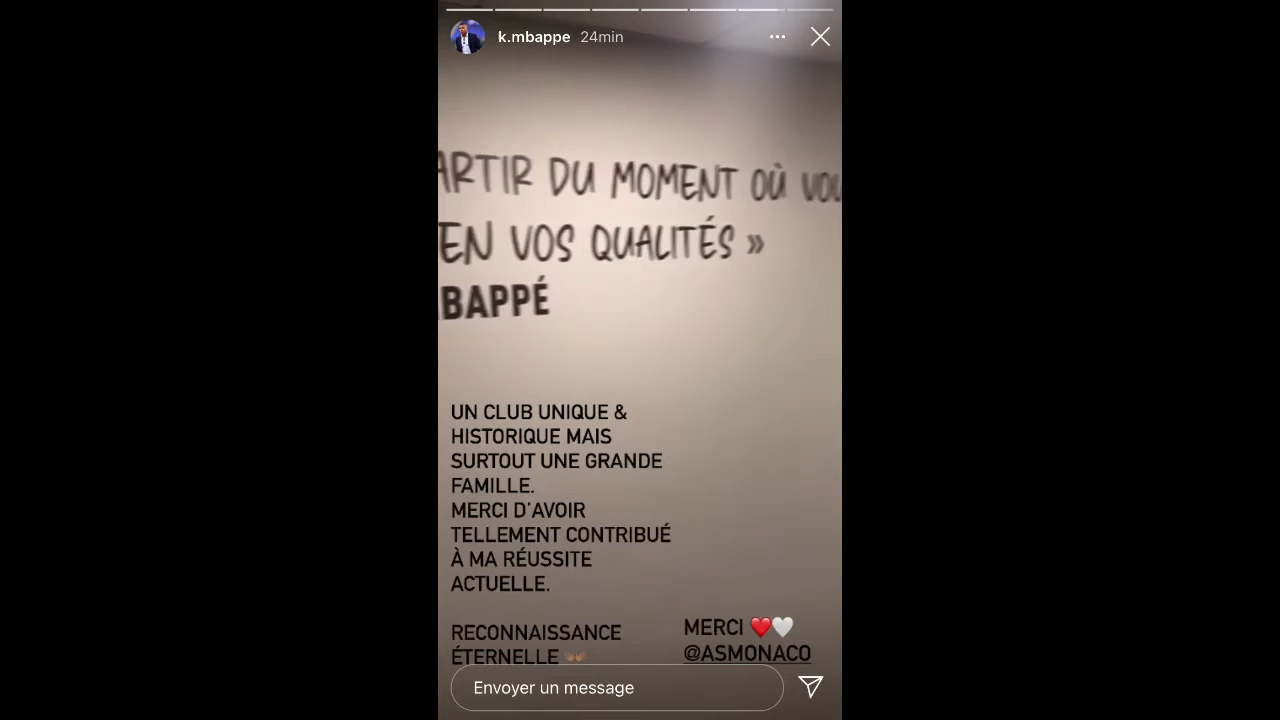 k.mbappe 24min
ARTIR DU MOMENT OÙ VOU
EN VOS QUALITÉS »
BAPPÉ
UN CLUB UNIQUE &
HISTORIQUE MAIS
SURTOUT UNE GRANDE
FAMILLE.
MERCI D'AVOIR
TELLEMENT CONTRIBUÉ
À MA RÉUSSITE
ACTUELLE.
RECONNAISSANCE
ÉTERNELLE
MERCI ❤️🤍
@ASMONACO
Envoyer un message